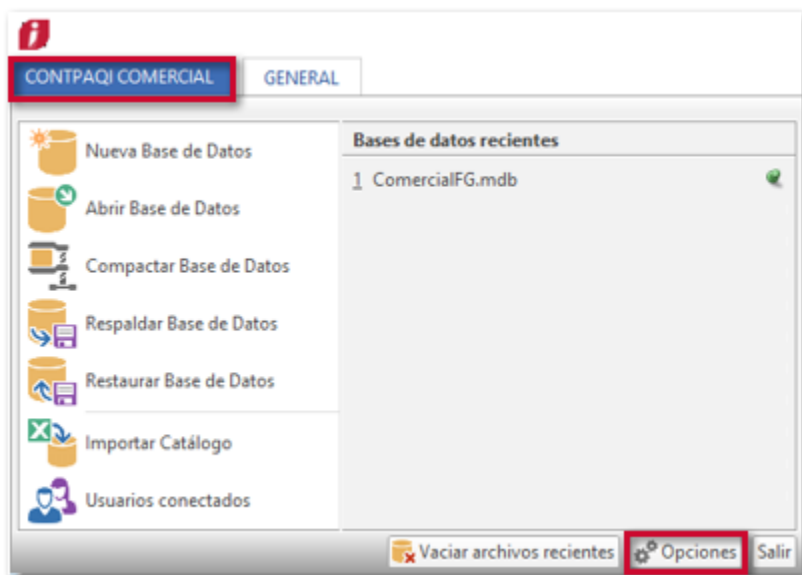 CONTPAQI COMERCIAL
GENERAL
Nueva Base de Datos
Abrir Base de Datos
Compactar Base de Datos
Respaldar Base de Datos
Restaurar Base de Datos
Importar Catálogo
Usuarios conectados
Bases de datos recientes
1 ComercialFG.mdb
Vaciar archivos recientes
Opciones
Salir